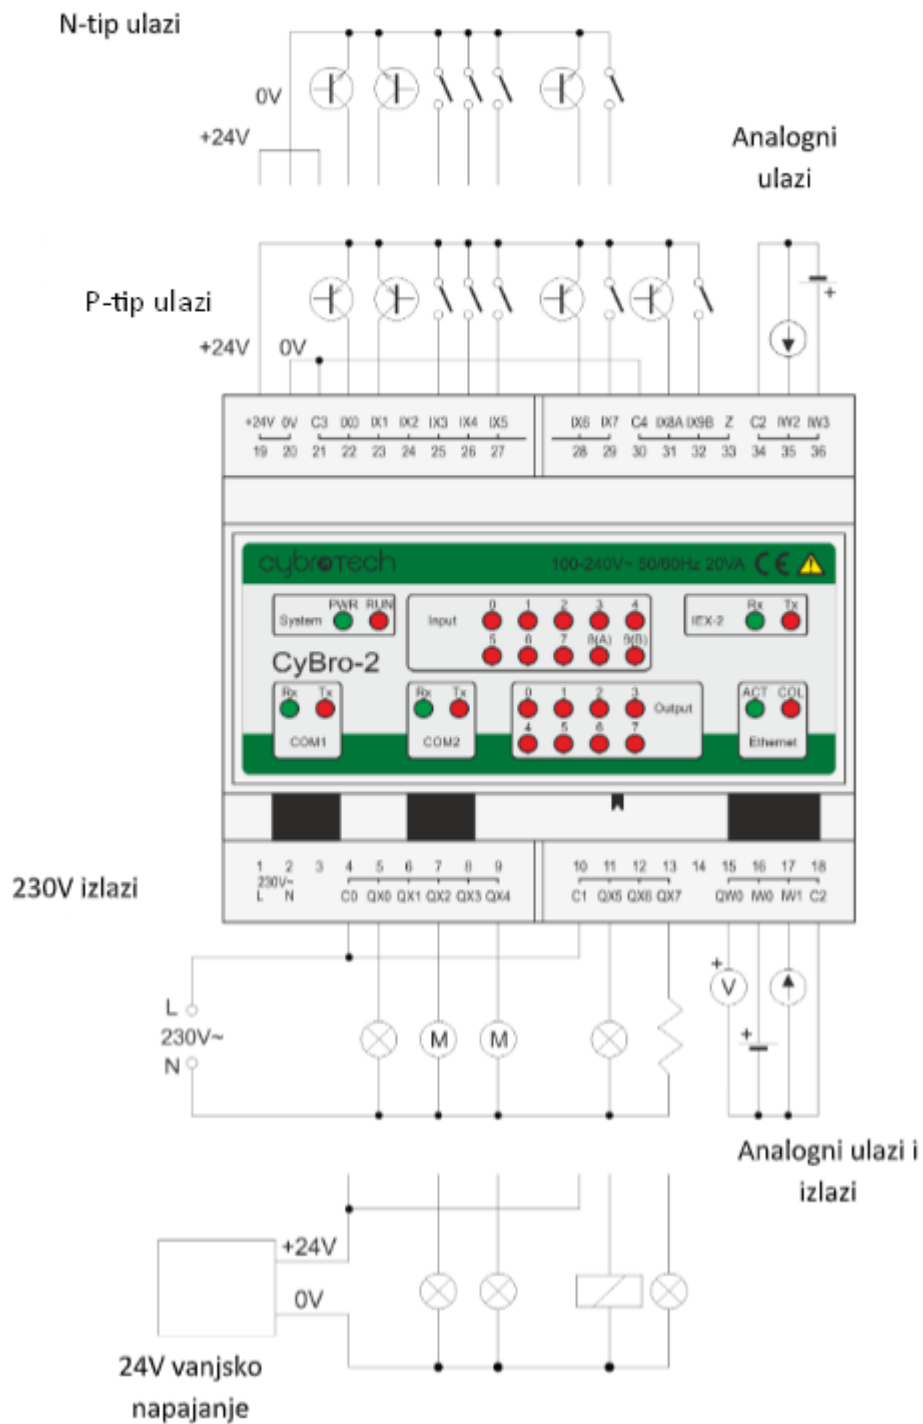 N-tip ulazi
0V
+24V
Analogni
ulazi
P-tip ulazi
+24V 0V
+24V 0V C3 IX0 IX1 IX2 IX3 IX4 IX5 IX6 IX7 C4 IX8A IX9B Z C2 IW2 IW3
19 20 21 22 23 24 25 26 27 28 29 30 31 32 33 34 35 36
+
cybrotech 100-240V~ 50/60Hz 20VA CE
System PWR RUN
Input 0 1 2 3 4
5 6 7 8(A) 9(B)
IEX-2 Rx Tx
CyBro-2
Rx Tx
COM1
Rx Tx
COM2
0 1 2 3 Output
4 5 6 7
ACT COL
Ethernet
230V izlazi
1 2 3 4 5 6 7 8 9 10 11 12 13 14 15 16 17 18
230V~
L N C0 QX0 QX1 QX2 QX3 QX4 C1 QX5 QX6 QX7 QW0 IW0 IW1 C2
L
230V~
N
M M
+
V
+
Analogni ulazi i
izlazi
+24V
0V
24V vanjsko
napajanje